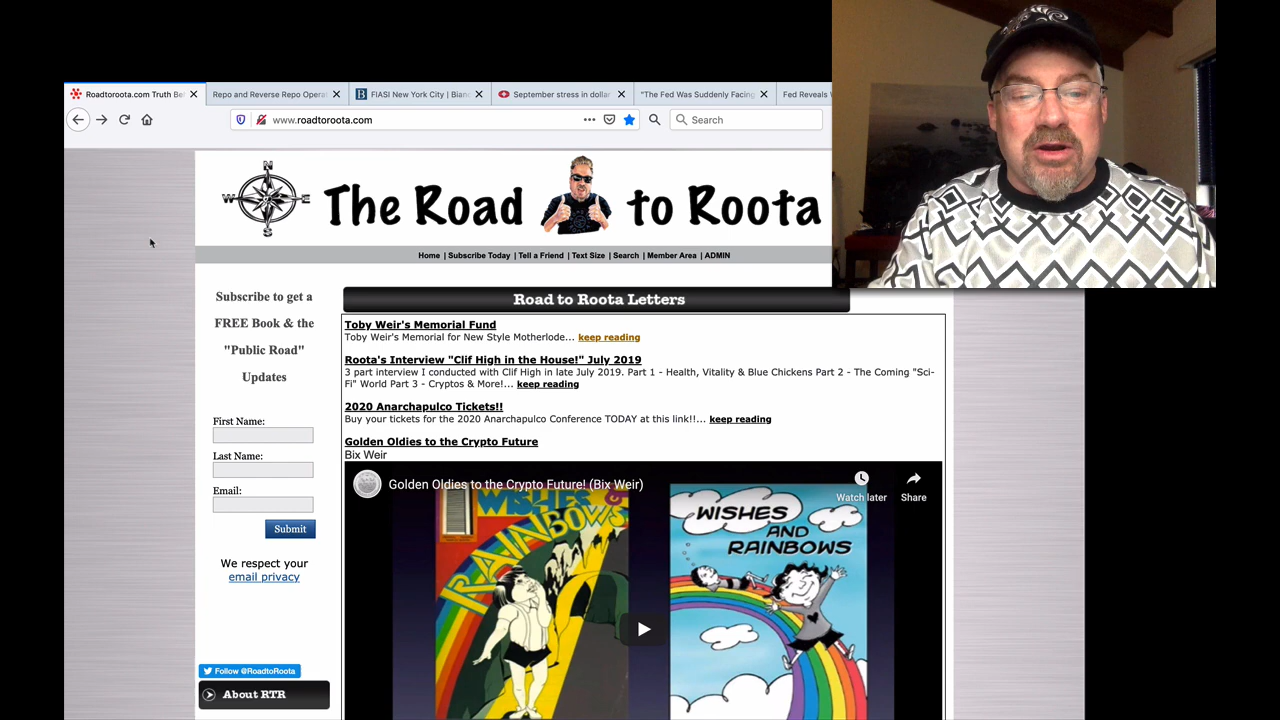 Roadtoroota.com Truth Be
Repo and Reverse Repo Opera
FIASI New York City | Bian
September stress in dollar
"The Fed Was Suddenly Facing
Fed Reveals
www.roadtoroota.com
Search
N
W E
S
The Road to Roota
Home | Subscribe Today | Tell a Friend | Text Size | Search | Member Area | ADMIN
Subscribe to get a
FREE Book & the
"Public Road"
Updates
First Name:
Last Name:
Email:
Submit
We respect your
email privacy
Follow @RoadtoRoota
About RTR
Road to Roota Letters
Toby Weir's Memorial Fund
Toby Weir's Memorial for New Style Motherlode... keep reading
Roota's Interview "Clif High in the House!" July 2019
3 part interview I conducted with Clif High in late July 2019. Part 1 - Health, Vitality & Blue Chickens Part 2 - The Coming "Sci-
Fi" World Part 3 - Cryptos & More!... keep reading
2020 Anarchapulco Tickets!!
Buy your tickets for the 2020 Anarchapulco Conference TODAY at this link!!... keep reading
Golden Oldies to the Crypto Future
Bix Weir
Golden Oldies to the Crypto Future! (Bix Weir)
Watch later
Share
WISHES &
RAINBOWS
WISHES
AND
RAINBOWS